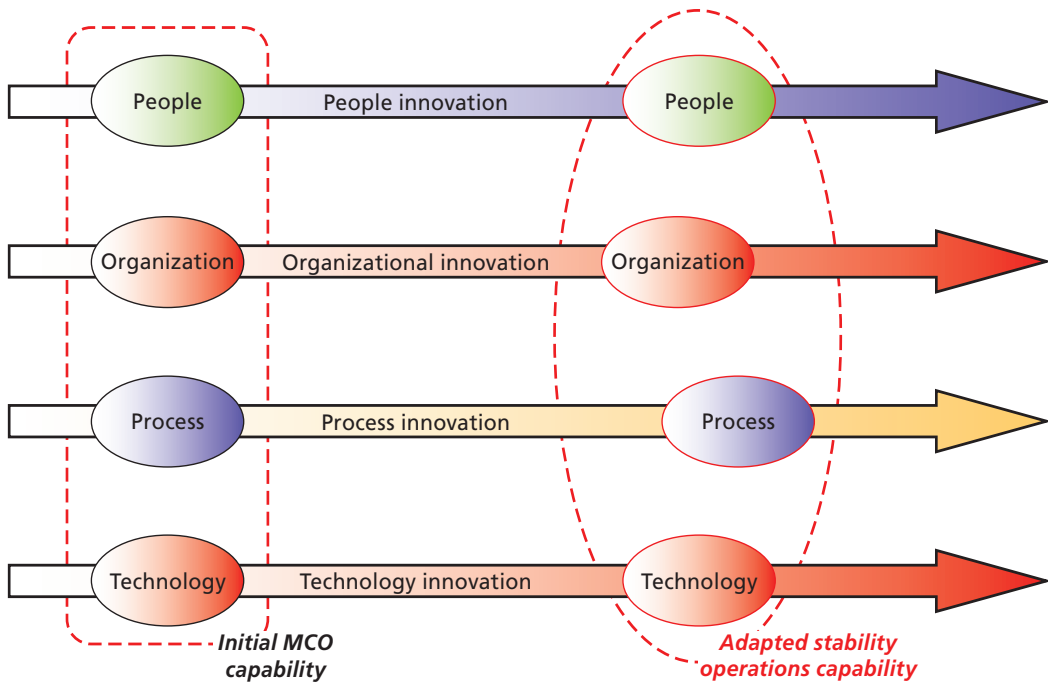 People
People innovation
People
Organization
Organizational innovation
Organization
Process
Process innovation
Process
Technology
Technology innovation
Technology
Initial MCO
capability
Adapted stability
operations capability